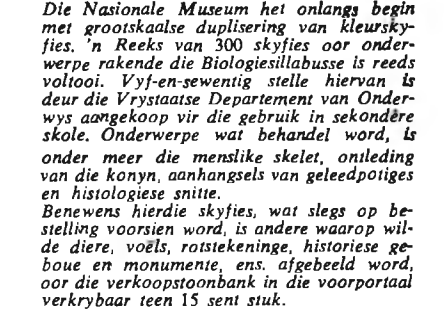 Die Nasionale Museum het onlangs begin
met grootskaalse duplisering van kleursky-
fies. 'n Reeks van 300 skyfies oor onder-
werpe rakende die Biologiesillabusse is reeds
voltooi. Vyf-en-sewentig stelle hiervan is
deur die Vrystaatse Departement van Onder-
wys aangekoop vir die gebruik in sekondêre
skole. Onderwerpe wat behandel word, is
onder meer die menslike skelet, ontleding
van die konyn, aanhangsels van geleedpotiges
en histologiese snitte.
Benewens hierdie skyfies, wat slegs op be-
stelling voorsien word, is andere waarop wil-
de diere, voëls, rotstekeninge, historiese ge-
boue en monumente, ens. afgebeeld word,
oor die verkoopstoonbank in die voorportaal
verkrybaar teen 15 sent stuk.